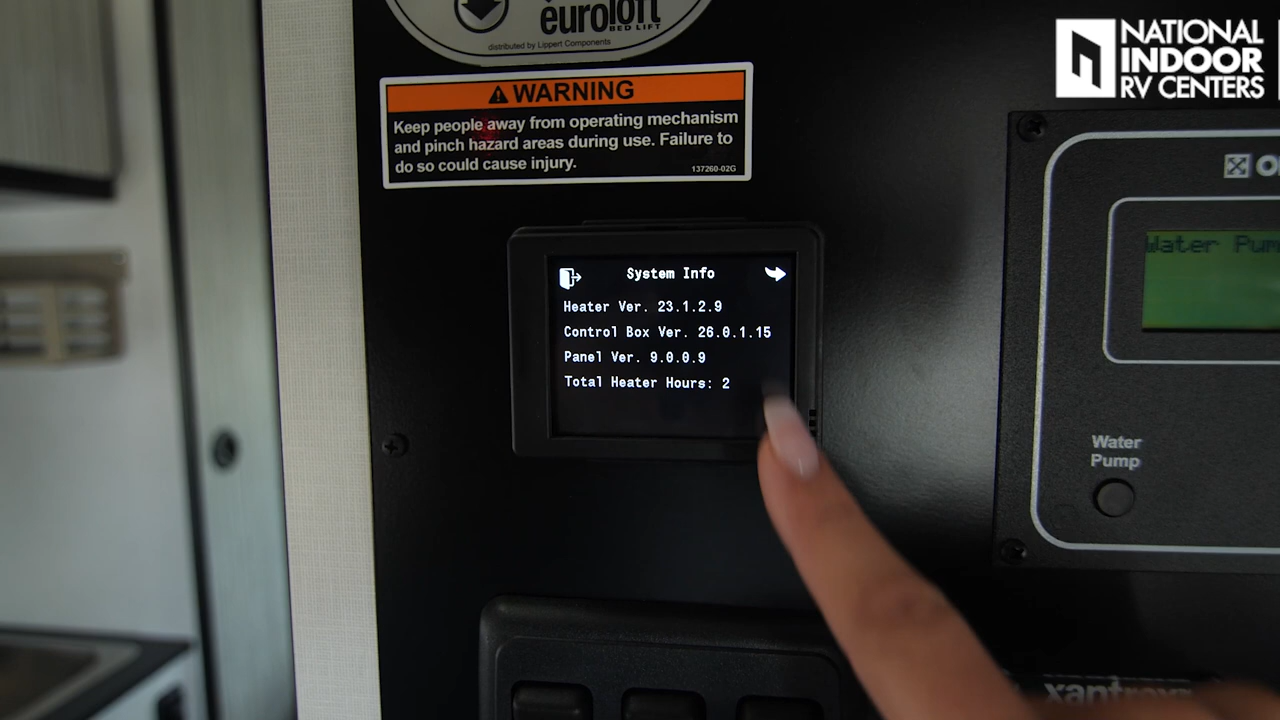 euroloft
BED LIFT
distributed by Lippert Components
WARNING
Keep people away from operating mechanism
and pinch hazard areas during use. Failure to
do so could cause injury.
137260-02G
System Info
Heater Ver. 23.1.2.9
Control Box Ver. 26.0.1.15
Panel Ver. 9.0.0.9
Total Heater Hours: 2
NATIONAL
INDOOR
RV CENTERS
Water
Water
Pump
xantrex